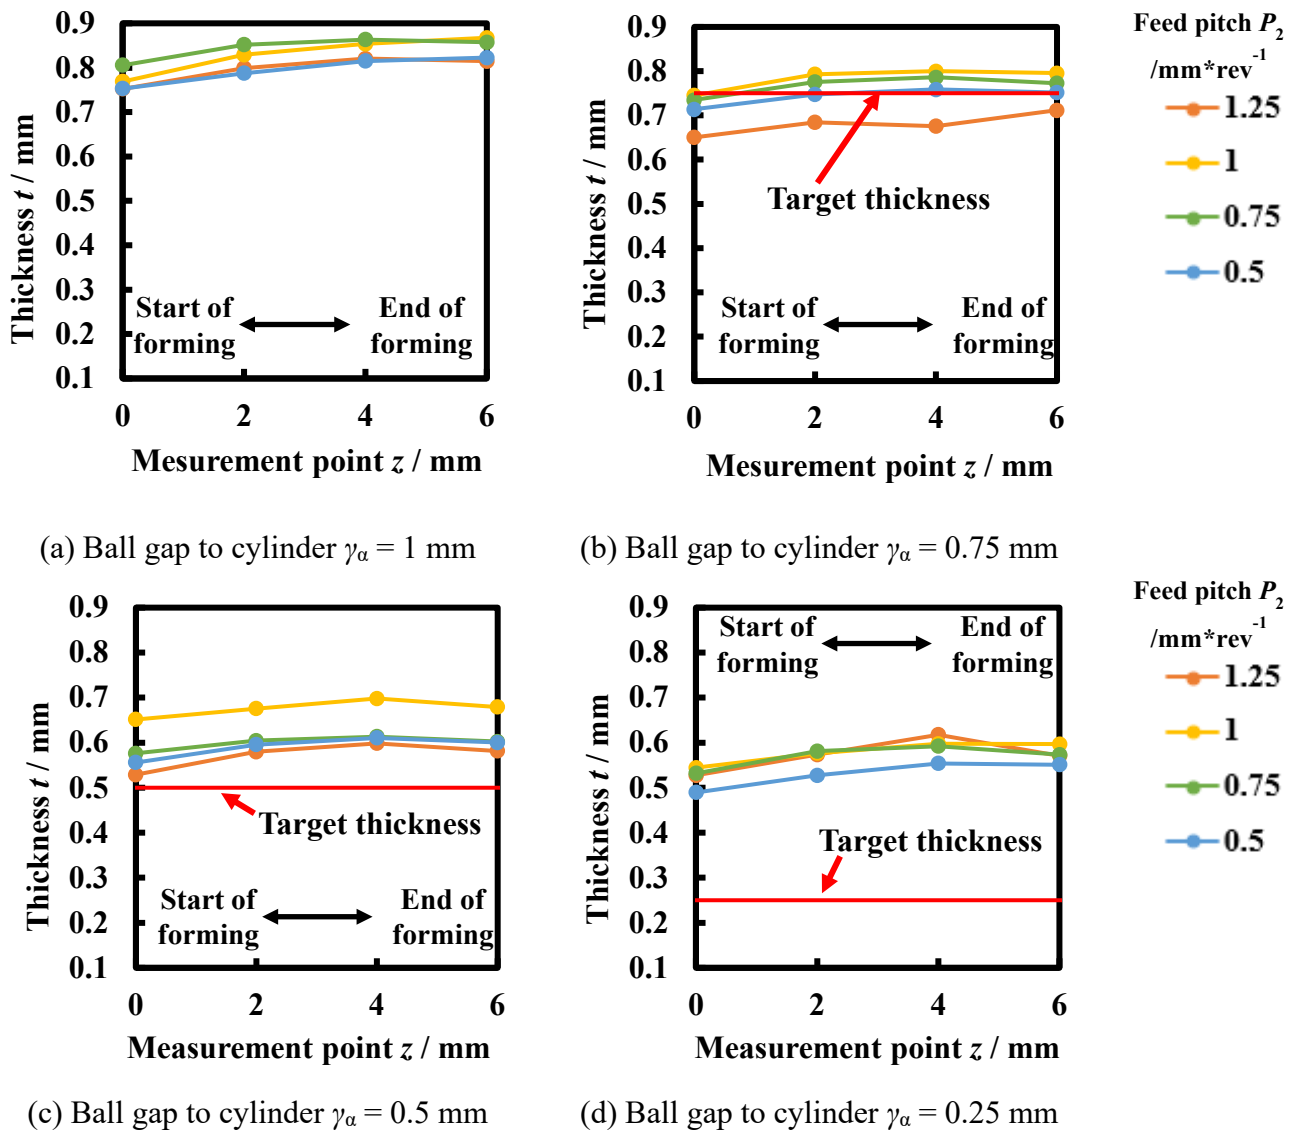 0.9
0.8
0.7
0.6
0.5
0.4
0.3
0.2
0.1
Thickness t / mm
Start of
forming
End of
forming
0 2 4 6
Mesurement point z / mm
(a) Ball gap to cylinder γα = 1 mm
0.9
0.8
0.7
0.6
0.5
0.4
0.3
0.2
0.1
Thickness t / mm
Target thickness
Start of
forming
End of
forming
0 2 4 6
Mesurement point z / mm
(b) Ball gap to cylinder γα = 0.75 mm
Feed pitch P2
/mm*rev-1
1.25
1
0.75
0.5
0.9
0.8
0.7
0.6
0.5
0.4
0.3
0.2
0.1
Thickness t / mm
Target thickness
Start of
forming
End of
forming
0 2 4 6
Measurement point z / mm
(c) Ball gap to cylinder γα = 0.5 mm
0.9
0.8
0.7
0.6
0.5
0.4
0.3
0.2
0.1
Thickness t / mm
Start of
forming
End of
forming
Target thickness
0 2 4 6
Measurement point z / mm
(d) Ball gap to cylinder γα = 0.25 mm
Feed pitch P2
/mm*rev-1
1.25
1
0.75
0.5